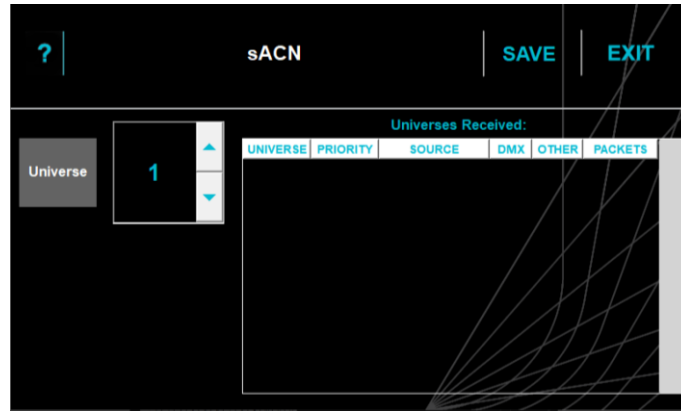 ? sACN SAVE EXIT
Universes Received:
UNIVERSE PRIORITY SOURCE DMX OTHER PACKETS
Universe 1